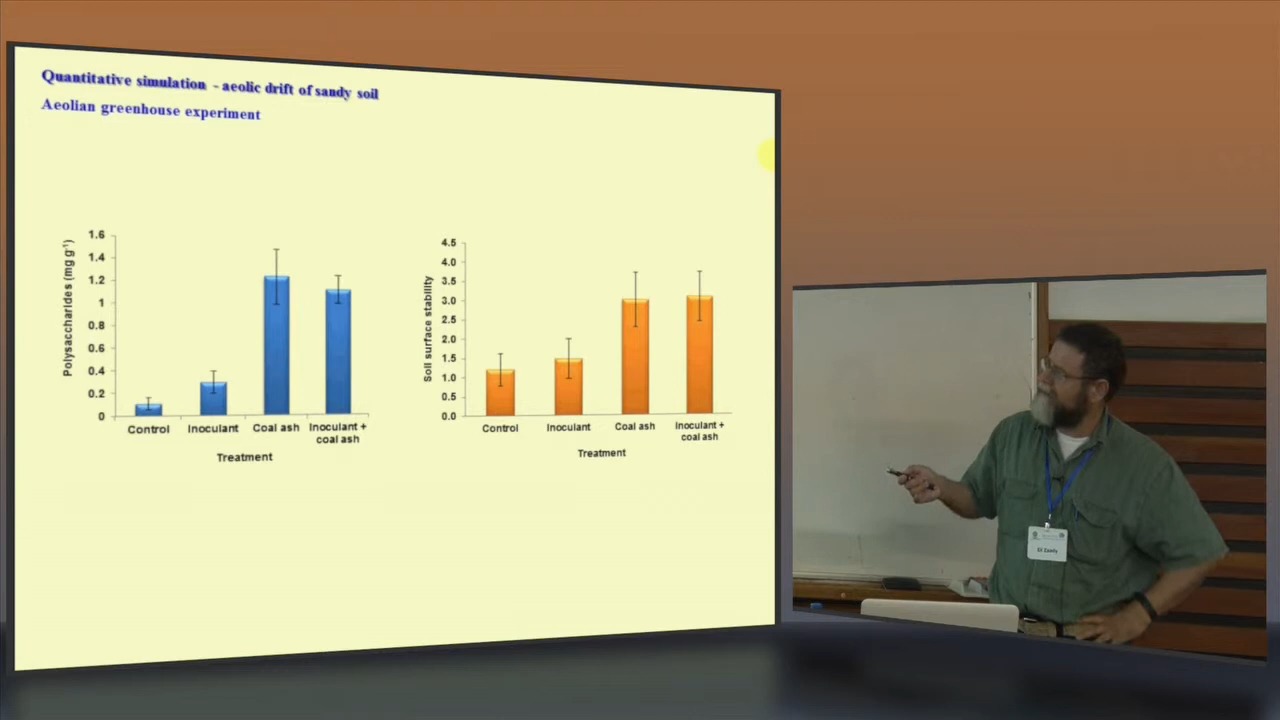 Quantitative simulation - aeolic drift of sandy soil
Aeolian greenhouse experiment
Polysaccharides (mg g⁻¹)
1.6
1.4
1.2
1
0.8
0.6
0.4
0.2
0
Control
Inoculant
Coal ash
Inoculant +
coal ash
Treatment
Soil surface stability
4.5
4.0
3.5
3.0
2.5
2.0
1.5
1.0
0.5
0.0
Control
Inoculant
Coal ash
Inoculant +
coal ash
Treatment